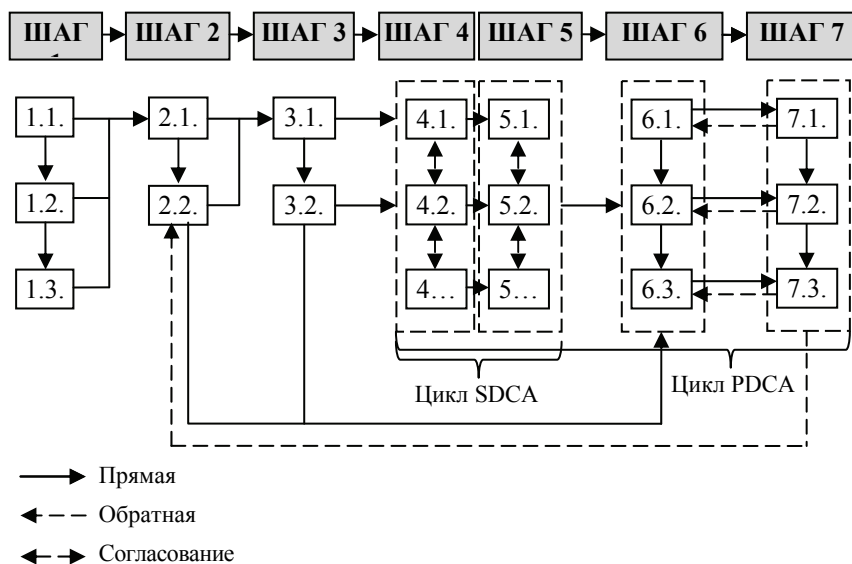 ШАГ ШАГ 2 ШАГ 3 ШАГ 4 ШАГ 5 ШАГ 6 ШАГ 7
1.1. 2.1. 3.1. 4.1. 5.1. 6.1. 7.1.
1.2. 2.2. 3.2. 4.2. 5.2. 6.2. 7.2.
1.3. 4... 5... 6.3. 7.3.
Цикл SDCA Цикл PDCA
Прямая
Обратная
Согласование